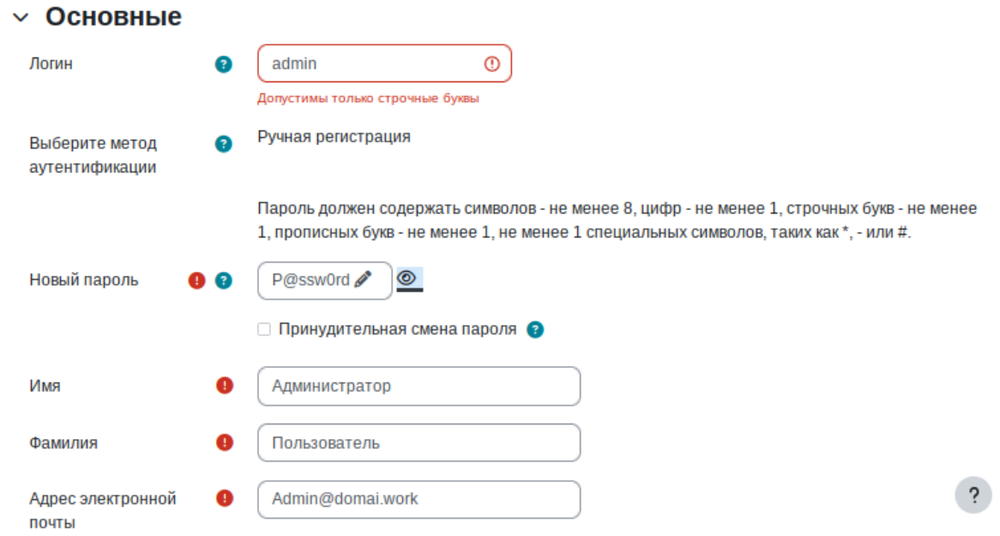 Основные
Логин
admin
Допустимы только строчные буквы
Выберите метод аутентификации
Ручная регистрация
Пароль должен содержать символов - не менее 8, цифр - не менее 1, строчных букв - не менее
1, прописных букв - не менее 1, не менее 1 специальных символов, таких как *, - или #.
Новый пароль
P@ssw0rd
Принудительная смена пароля
Имя
Администратор
Фамилия
Пользователь
Адрес электронной почты
Admin@domai.work